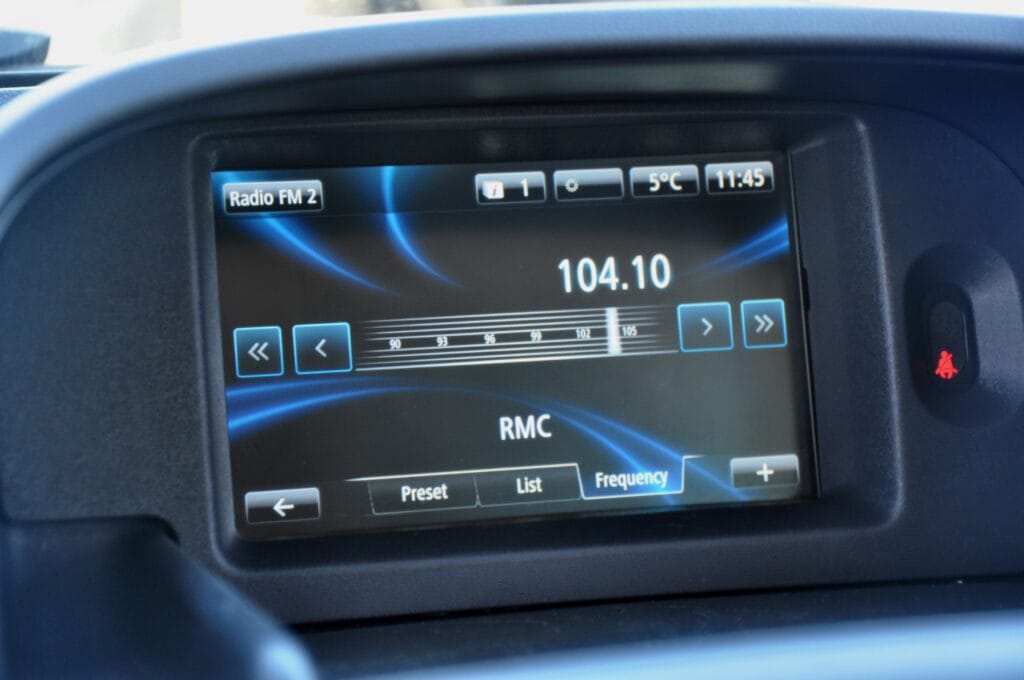 Radio FM 2
1
5°C
11:45
104.10
90 93 96 99 102 105
RMC
Preset
List
Frequency